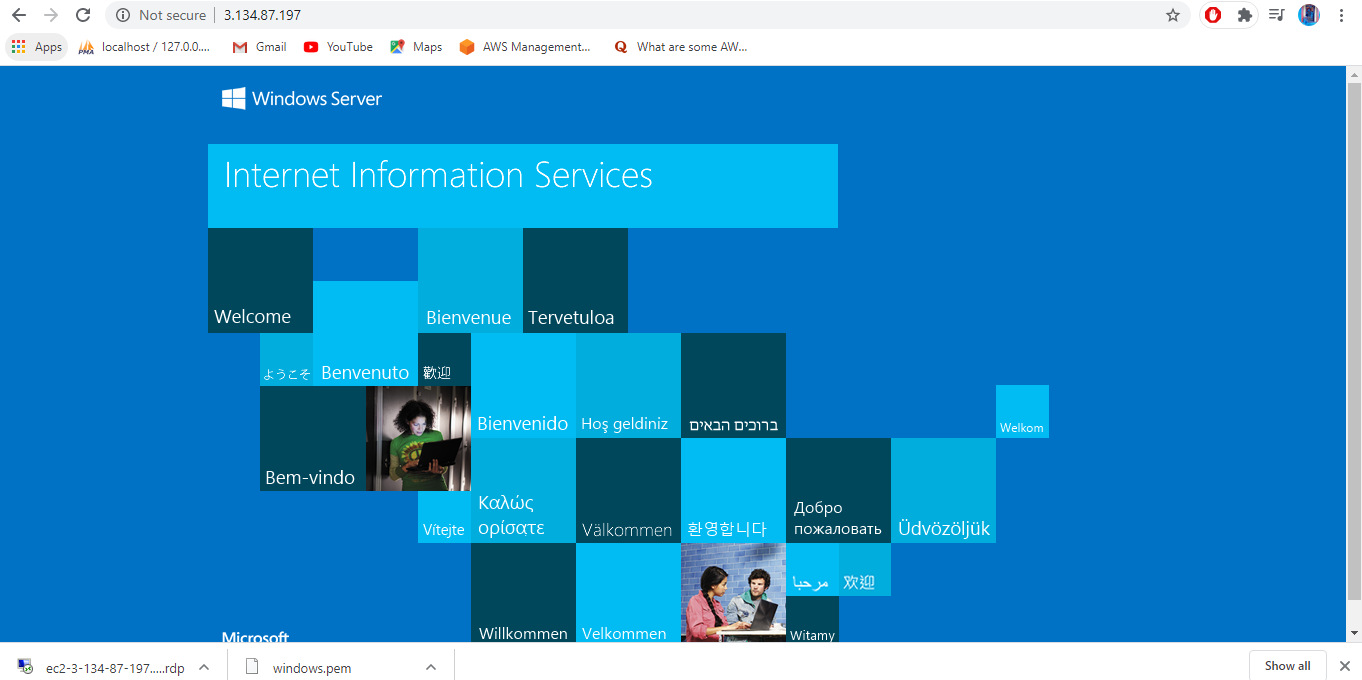 Not secure
3.134.87.197
Apps
localhost / 127.0.0....
Gmail
YouTube
Maps
AWS Management...
What are some AW...
Windows Server
Internet Information Services
Welcome
Bienvenue
Tervetuloa
ようこそ
Benvenuto
歡迎
Bienvenido
Hoş geldiniz
ברוכים הבאים
Welkom
Bem-vindo
Vítejte
Καλώς
ορίσατε
Välkommen
환영합니다
Добро
пожаловать
Üdvözöljük
مرحبا
欢迎
Willkommen
Velkommen
Witamy
Microsoft
ec2-3-134-87-197.....rdp
windows.pem
Show all